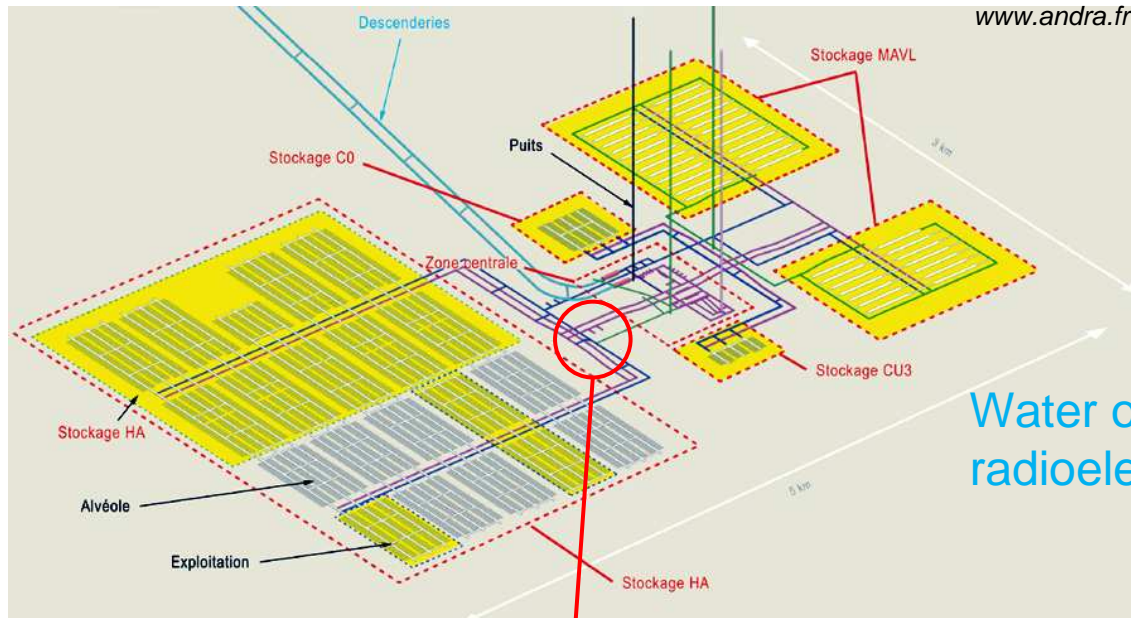 www.andra.fr
Descenderies
Stockage MAVL
Puits
3 km
Stockage C0
Zone centrale
Stockage CU3
Stockage HA
Water
5 km
Alvéole
Exploitation
Stockage HA